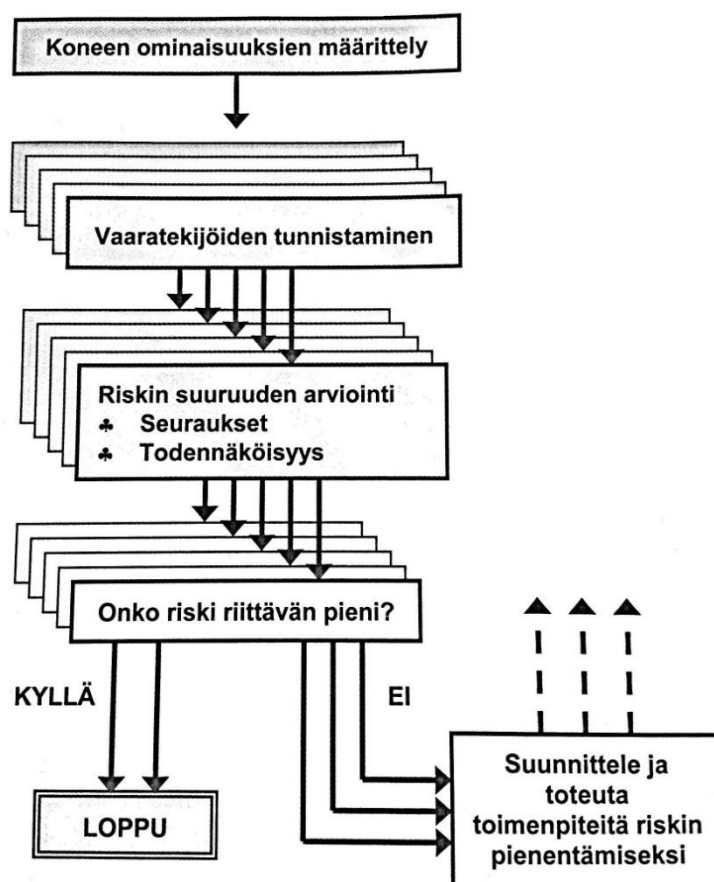 Koneen ominaisuuksien määrittely
Vaaratekijöiden tunnistaminen
Riskin suuruuden arviointi
♣ Seuraukset
♣ Todennäköisyys
Onko riski riittävän pieni?
KYLLÄ
EI
LOPPU
Suunnittele ja
toteuta
toimenpiteitä riskin
pienentämiseksi